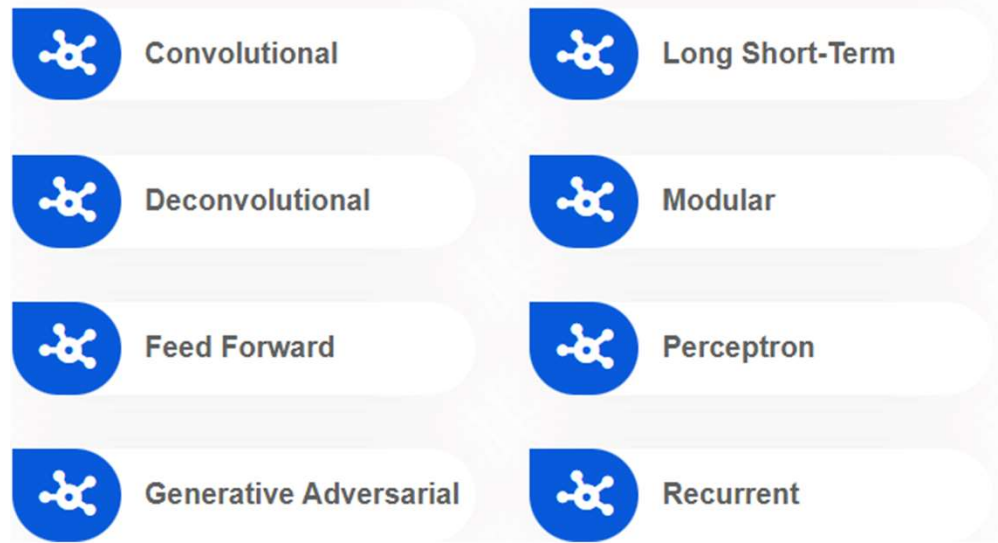 Convolutional
Long Short-Term
Deconvolutional
Modular
Feed Forward
Perceptron
Generative Adversarial
Recurrent